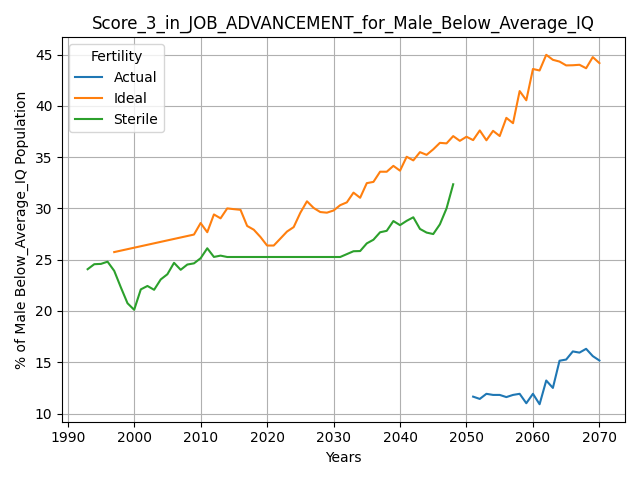 Score_3_in_JOB_ADVANCEMENT_for_Male_Below_Average_IQ
Fertility
Actual
Ideal
Sterile
% of Male Below_Average_IQ Population
45
40
35
30
25
20
15
10
1990 2000 2010 2020 2030 2040 2050 2060 2070
Years